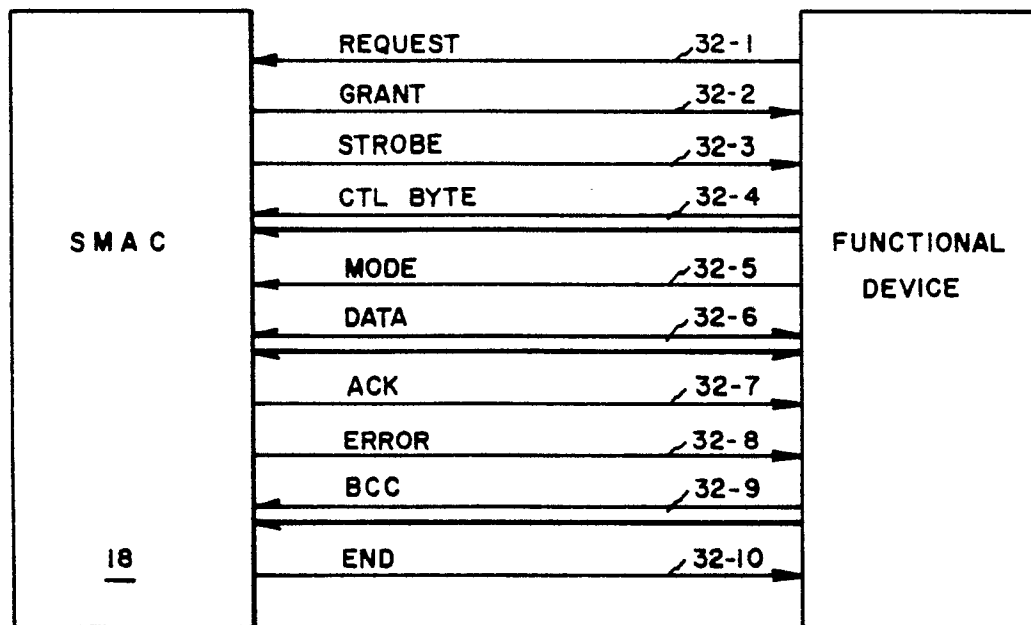 REQUEST 32-1
GRANT 32-2
STROBE 32-3
CTL BYTE 32-4
SMAC
FUNCTIONAL
DEVICE
MODE 32-5
DATA 32-6
ACK 32-7
ERROR 32-8
BCC 32-9
18
END 32-10